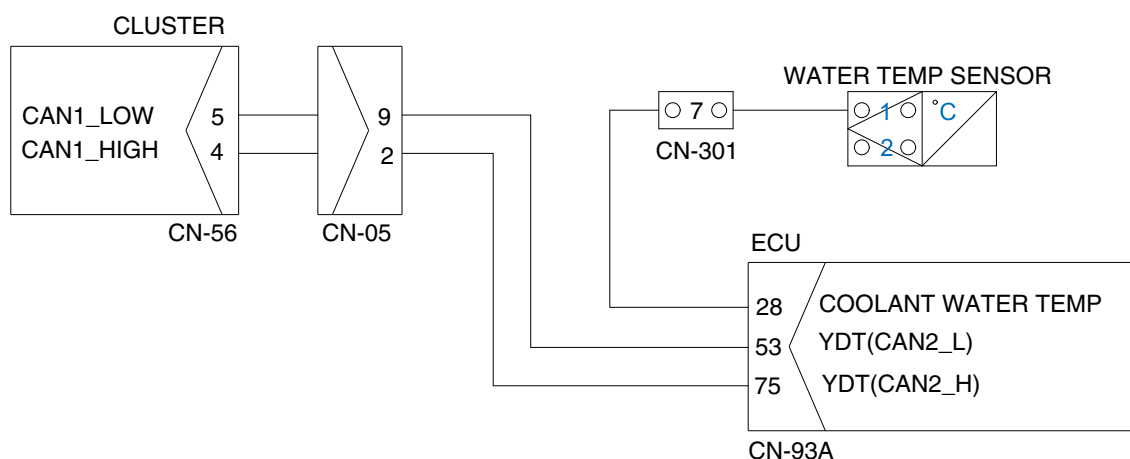 CLUSTER
CAN1_LOW 5 9
CAN1_HIGH 4 2
CN-56 CN-05
WATER TEMP SENSOR
7 1 °C
CN-301 2
ECU
28 COOLANT WATER TEMP
53 YDT(CAN2_L)
75 YDT(CAN2_H)
CN-93A